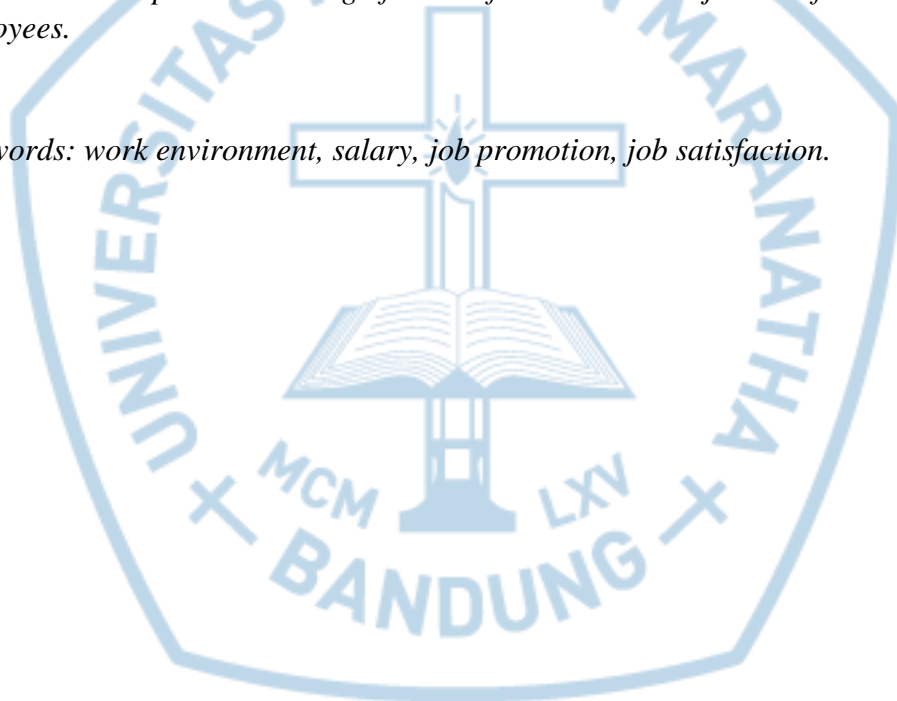 oyees.
words: work environment, salary, job promotion, job satisfaction.
UNIVERSITAS
MARANATHA
MCM
LXV
BANDUNG